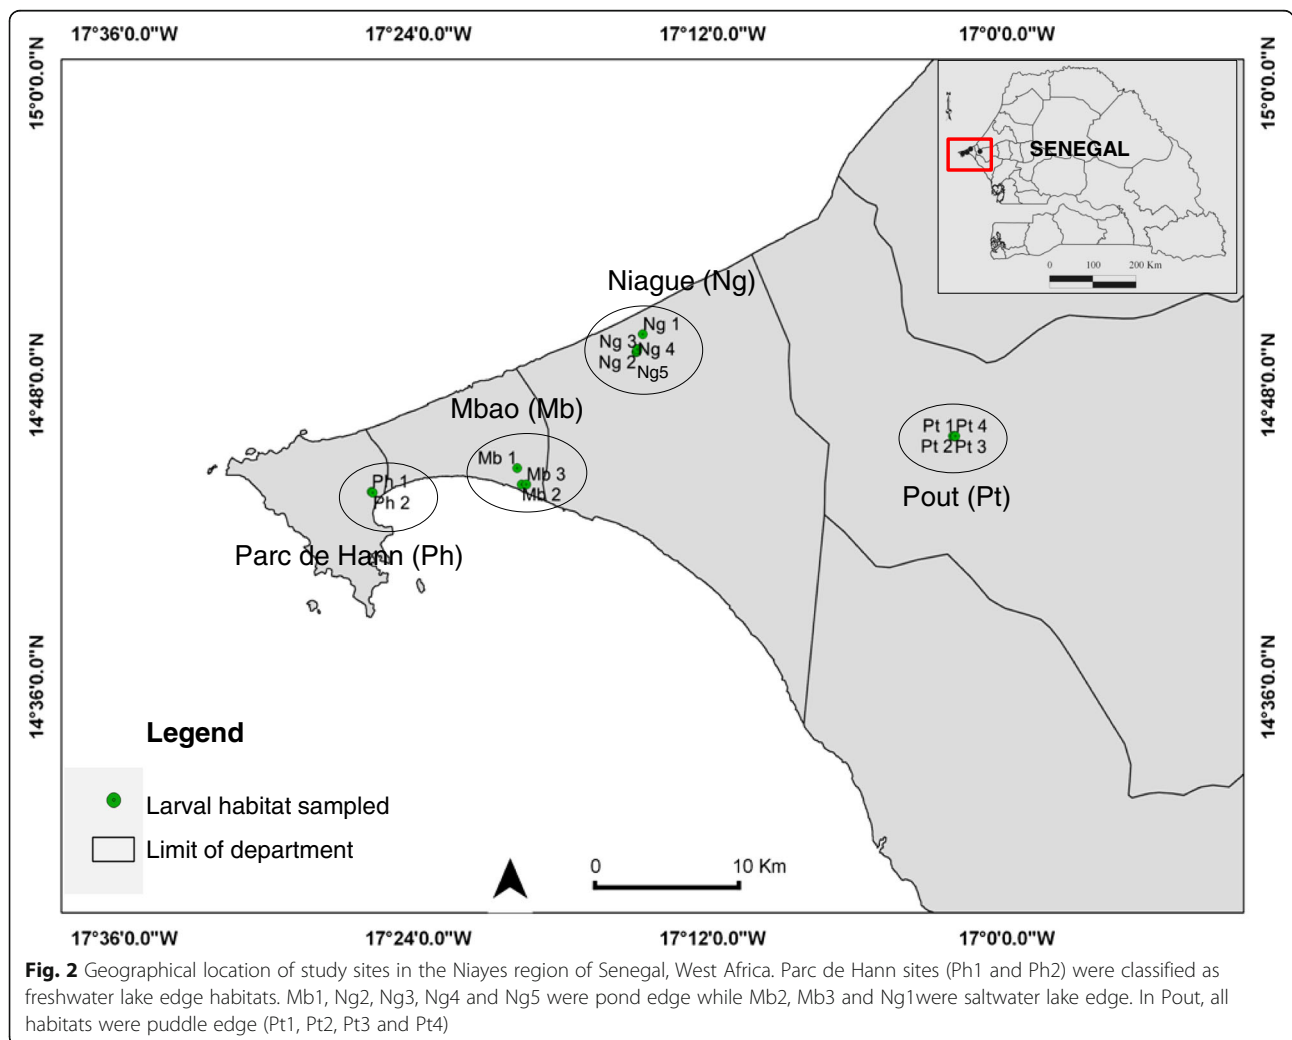 17°36'0.0"W 17°24'0.0"W 17°12'0.0"W 17°0'0.0"W
15°0'0.0"N
15°0'0.0"N
N
SENEGAL
0 100 200 Km
Niague (Ng)
Ng 1
Ng 3 Ng 4
Ng 2 Ng5
14°48'0.0"N
14°48'0.0"N
Mbao (Mb)
Mb 1
Mb 3
Mb 2
Pt 1 Pt 4
Pt 2 Pt 3
Pout (Pt)
Ph 1
Ph 2
Parc de Hann (Ph)
14°36'0.0"N
14°36'0.0"N
Legend
Larval habitat sampled
Limit of department
0 10 Km
17°36'0.0"W 17°24'0.0"W 17°12'0.0"W 17°0'0.0"W
Fig. 2 Geographical location of study sites in the Niayes region of Senegal, West Africa. Parc de Hann sites (Ph1 and Ph2) were classified as
freshwater lake edge habitats. Mb1, Ng2, Ng3, Ng4 and Ng5 were pond edge while Mb2, Mb3 and Ng1were saltwater lake edge. In Pout, all
habitats were puddle edge (Pt1, Pt2, Pt3 and Pt4)